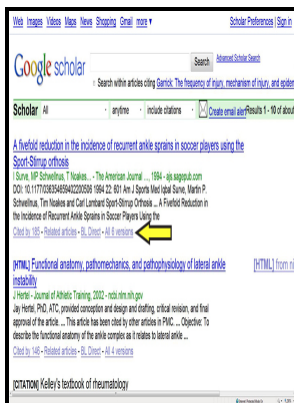 Web Images Videos Maps News Shopping Gmail more ▼ Scholar Preferences | Sign in
Google scholar Search Advanced Scholar Search
Search within articles citing Garrick: The frequency of injury, mechanism of injury, and epidem
Scholar All anytime include citations Create email alert Results 1 - 10 of about
A fivefold reduction in the incidence of recurrent ankle sprains in soccer players using the
Sport-Stirrup orthosis
T Surve, MP Schwellnus, T Noakes... - The American Journal ..., 1994 - ajs.sagepub.com
DOI: 10.1177/036354659402200506 1994 22: 601 Am J Sports Med Iqbal Surve, Martin P.
Schwellnus, Tim Noakes and Carl Lombard Sport-Stirrup Orthosis ... A Fivefold Reduction in
the Incidence of Recurrent Ankle Sprains in Soccer Players Using the
Cited by 185 - Related articles - BL Direct - All 6 versions
[HTML] Functional anatomy, pathomechanics, and pathophysiology of lateral ankle [HTML] from ni
instability
J Hertel - Journal of Athletic Training, 2002 - ncbi.nlm.nih.gov
Jay Hertel, PhD, ATC, provided conception and design and drafting, critical revision, and final
approval of the article. ... This article has been cited by other articles in PMC. ... Objective: To
describe the functional anatomy of the ankle complex as it relates to lateral ankle ...
Cited by 146 - Related articles - BL Direct - All 4 versions
[CITATION] Kelley's textbook of rheumatology